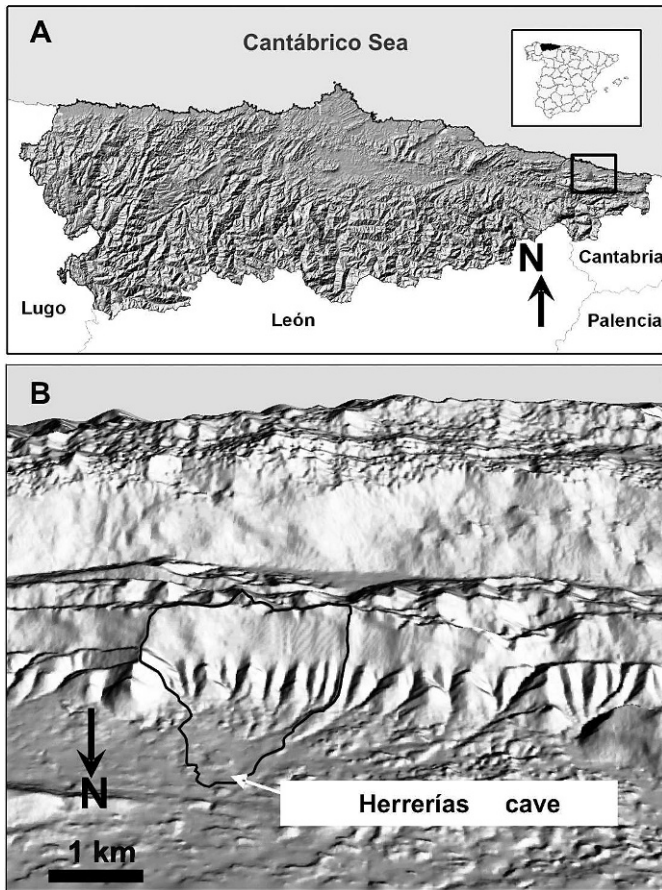 A
Cantábrico Sea
N
Cantabria
Lugo
León
Palencia
B
N
Herrerías cave
1 km